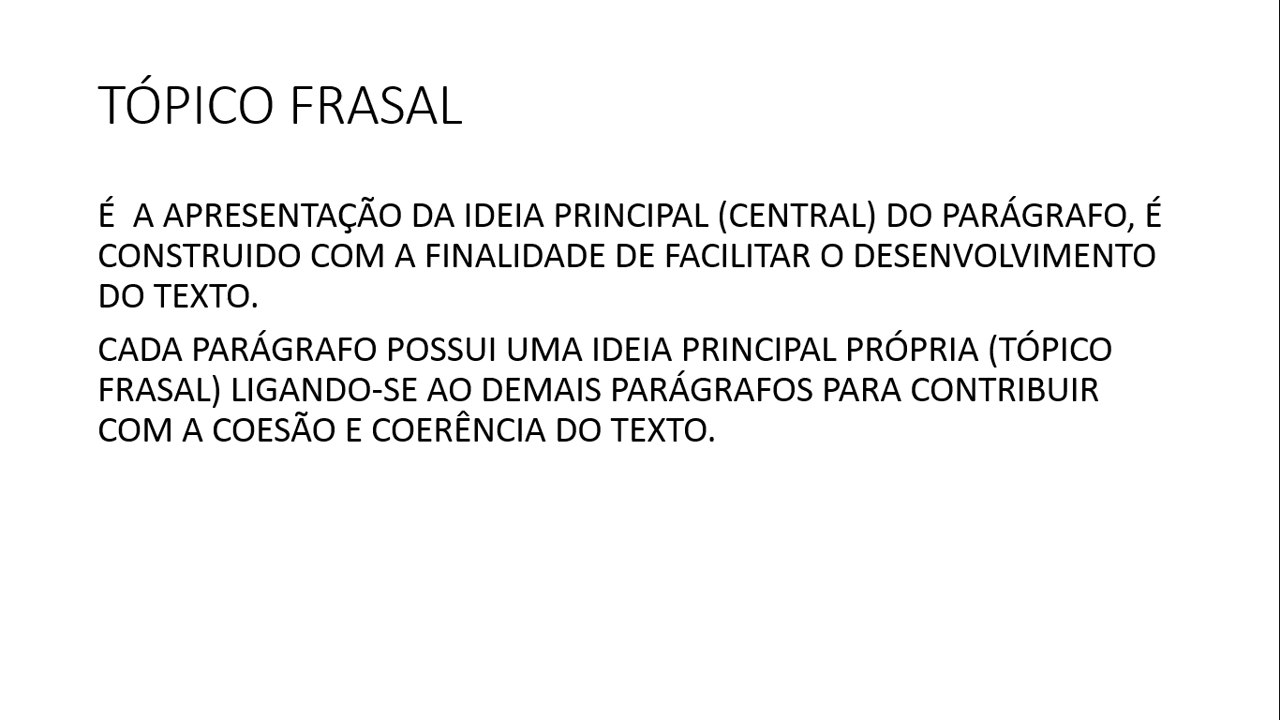 TÓPICO FRASAL
É  A APRESENTAÇÃO DA IDEIA PRINCIPAL (CENTRAL) DO PARÁGRAFO, É
CONSTRUIDO COM A FINALIDADE DE FACILITAR O DESENVOLVIMENTO
DO TEXTO.
CADA PARÁGRAFO POSSUI UMA IDEIA PRINCIPAL PRÓPRIA (TÓPICO
FRASAL) LIGANDO-SE AO DEMAIS PARÁGRAFOS PARA CONTRIBUIR
COM A COESÃO E COERÊNCIA DO TEXTO.